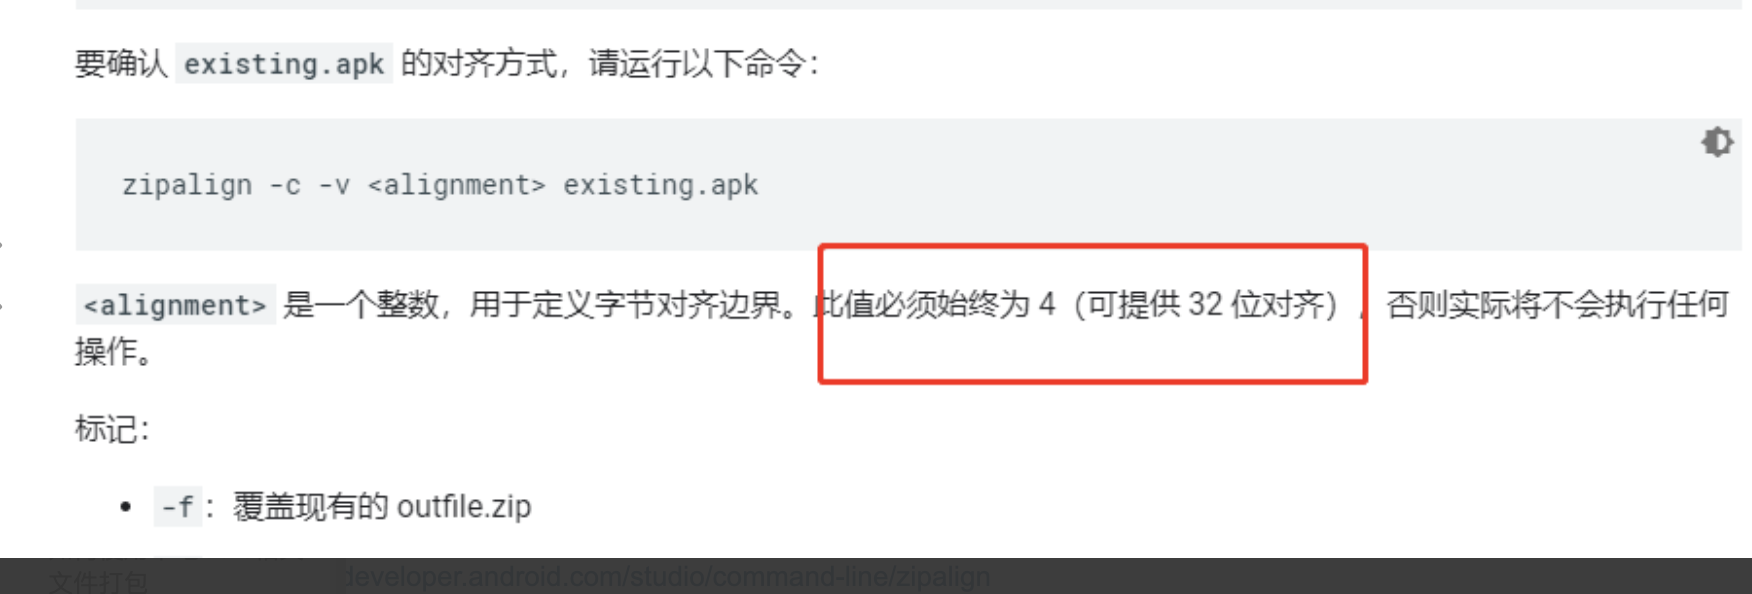 要确认 existing.apk 的对齐方式，请运行以下命令：
zipalign -c -v <alignment> existing.apk
<alignment> 是一个整数，用于定义字节对齐边界。此值必须始终为 4（可提供 32 位对齐），否则实际将不会执行任何
操作。
标记：
• -f：覆盖现有的 outfile.zip
文件打包 developer.android.com/studio/command-line/zipalign